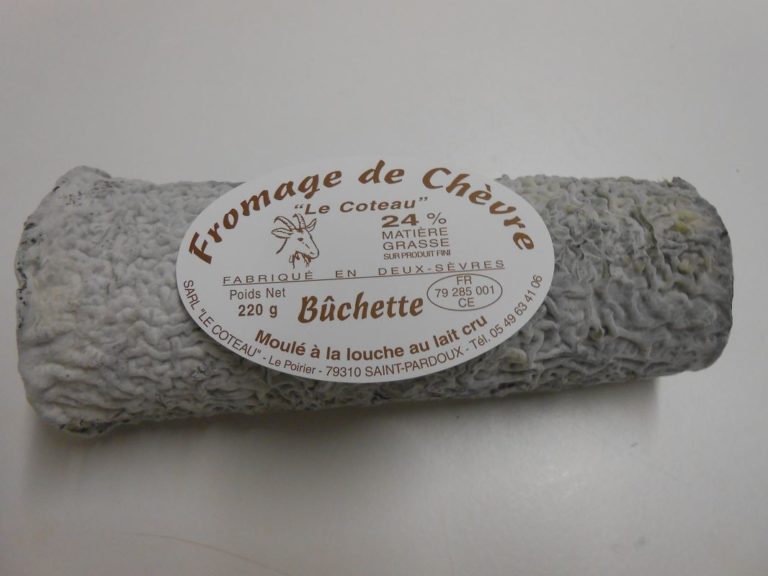 Fromage de Chèvre
"Le Coteau"
24 %
MATIÈRE
GRASSE
SUR PRODUIT FINI
FABRIQUÉ EN DEUX-SÈVRES
Poids Net
220 g
Bûchette
FR
79 285 001
CE
Moulé à la louche au lait cru
SARL "LE COTEAU" - Le Poirier - 79310 SAINT-PARDOUX - Tél. 05 49 63 41 06